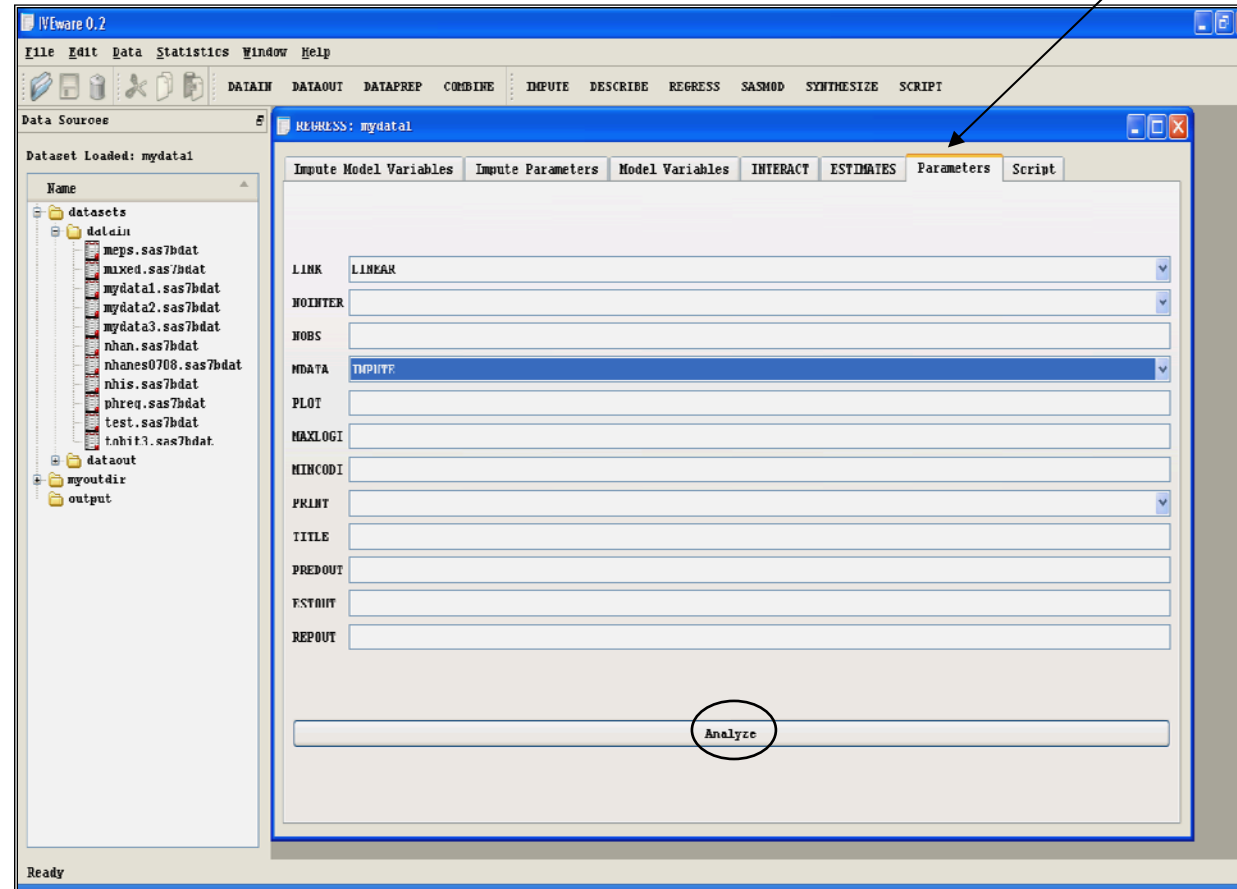 IVEware 0.2
File Edit Data Statistics Window Help
DATAIN DATAOUT DATAPREP COMBINE IMPUTE DESCRIBE REGRESS SASMOD SYNTHESIZE SCRIPT
Data Sources
Dataset Loaded: mydata1
Name
datasets
datain
meps.sas7bdat
mixed.sas7bdat
mydata1.sas7bdat
mydata2.sas7bdat
mydata3.sas7bdat
nhan.sas7bdat
nhanes0708.sas7bdat
nhis.sas7bdat
phreg.sas7bdat
test.sas7bdat
tobit3.sas7bdat
dataout
myoutdir
output
REGRESS: mydata1
Impute Model Variables Impute Parameters Model Variables INTERACT ESTIMATES Parameters Script
LINK LINEAR
NOINTER
NOBS
MDATA IMPUTE
PLOT
MAXLOGI
MINCODI
PRINT
TITLE
PREDOUT
ESTOUT
REPOUT
Analyze
Ready